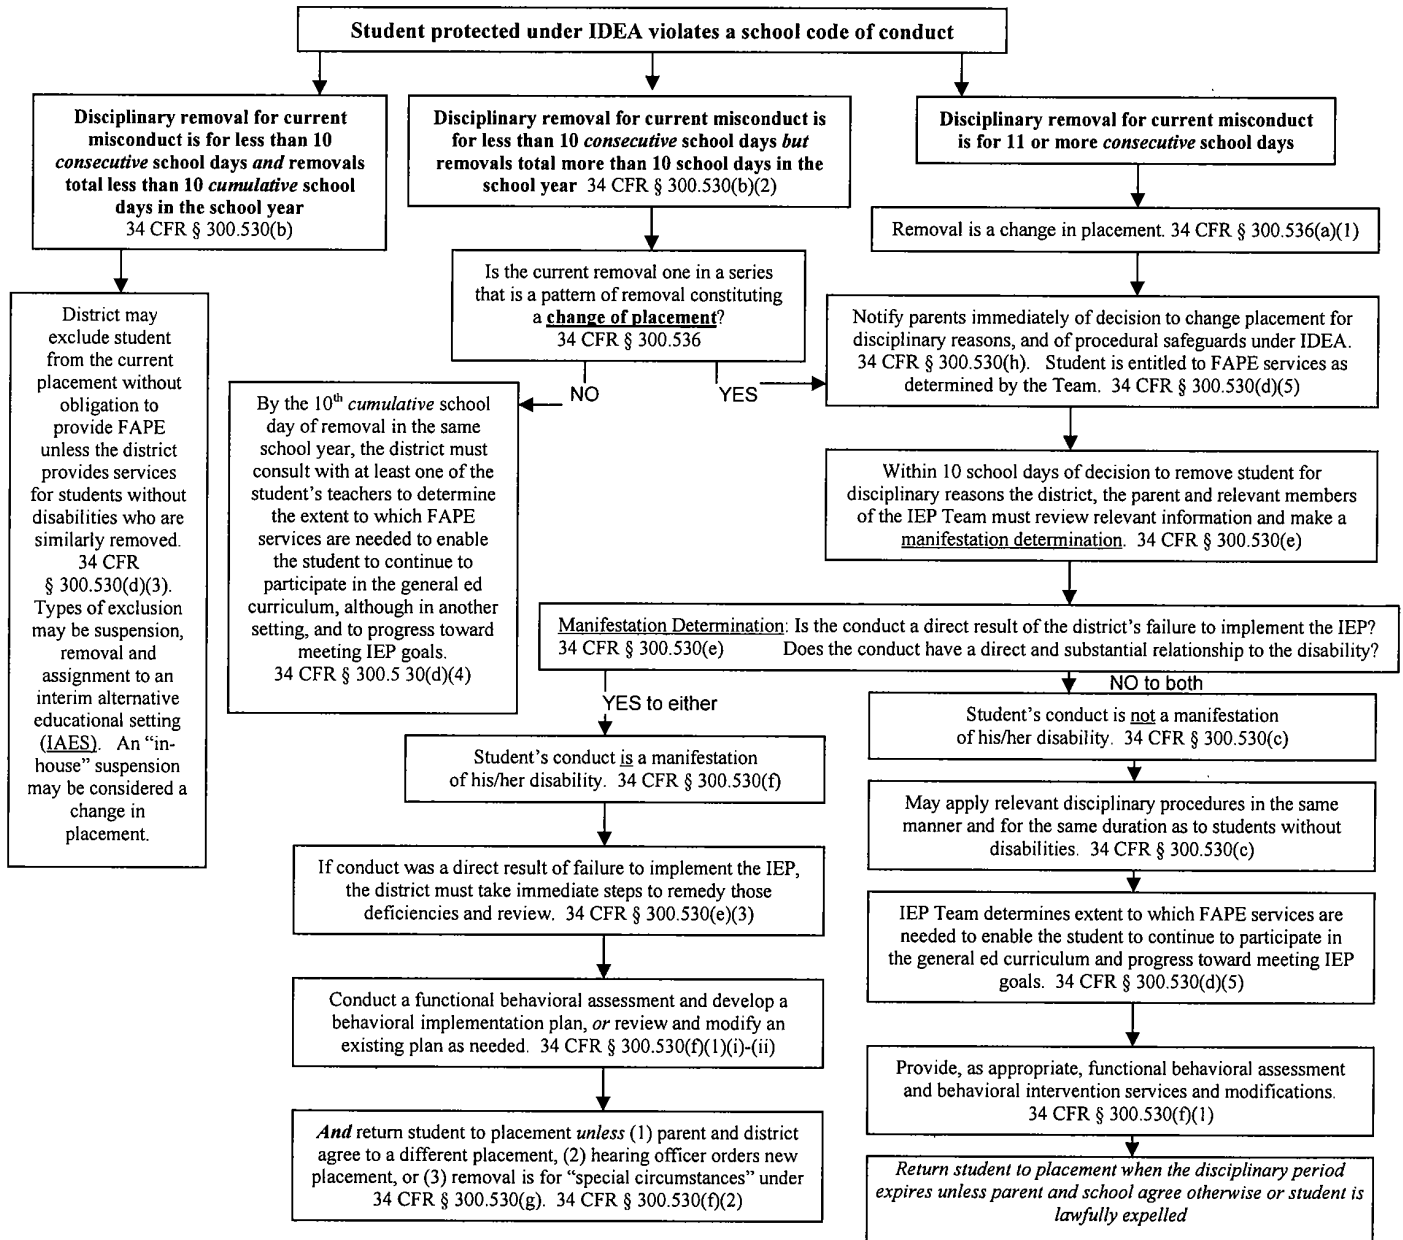 Student protected under IDEA violates a school code of conduct
Disciplinary removal for current
misconduct is for less than 10
consecutive school days and removals
total less than 10 cumulative school
days in the school year
34 CFR § 300.530(b)
Disciplinary removal for current misconduct is
for less than 10 consecutive school days but
removals total more than 10 school days in the
school year 34 CFR § 300.530(b)(2)
Disciplinary removal for current misconduct
is for 11 or more consecutive school days
Removal is a change in placement. 34 CFR § 300.536(a)(1)
Is the current removal one in a series
that is a pattern of removal constituting
a change of placement?
34 CFR § 300.536
NO
YES
District may
exclude student
from the current
placement without
obligation to
provide FAPE
unless the district
provides services
for students without
disabilities who are
similarly removed.
34 CFR
§ 300.530(d)(3).
Types of exclusion
may be suspension,
removal and
assignment to an
interim alternative
educational setting
(IAES). An “in-
house” suspension
may be considered a
change in
placement.
By the 10th cumulative school
day of removal in the same
school year, the district must
consult with at least one of the
student’s teachers to determine
the extent to which FAPE
services are needed to enable
the student to continue to
participate in the general ed
curriculum, although in another
setting, and to progress toward
meeting IEP goals.
34 CFR § 300.5 30(d)(4)
Notify parents immediately of decision to change placement for
disciplinary reasons, and of procedural safeguards under IDEA.
34 CFR § 300.530(h). Student is entitled to FAPE services as
determined by the Team. 34 CFR § 300.530(d)(5)
Within 10 school days of decision to remove student for
disciplinary reasons the district, the parent and relevant members
of the IEP Team must review relevant information and make a
manifestation determination. 34 CFR § 300.530(e)
Manifestation Determination: Is the conduct a direct result of the district’s failure to implement the IEP?
34 CFR § 300.530(e) Does the conduct have a direct and substantial relationship to the disability?
YES to either
NO to both
Student’s conduct is a manifestation
of his/her disability. 34 CFR § 300.530(f)
If conduct was a direct result of failure to implement the IEP,
the district must take immediate steps to remedy those
deficiencies and review. 34 CFR § 300.530(e)(3)
Conduct a functional behavioral assessment and develop a
behavioral implementation plan, or review and modify an
existing plan as needed. 34 CFR § 300.530(f)(1)(i)-(ii)
And return student to placement unless (1) parent and district
agree to a different placement, (2) hearing officer orders new
placement, or (3) removal is for “special circumstances” under
34 CFR § 300.530(g). 34 CFR § 300.530(f)(2)
Student’s conduct is not a manifestation
of his/her disability. 34 CFR § 300.530(c)
May apply relevant disciplinary procedures in the same
manner and for the same duration as to students without
disabilities. 34 CFR § 300.530(c)
IEP Team determines extent to which FAPE services are
needed to enable the student to continue to participate in
the general ed curriculum and progress toward meeting IEP
goals. 34 CFR § 300.530(d)(5)
Provide, as appropriate, functional behavioral assessment
and behavioral intervention services and modifications.
34 CFR § 300.530(f)(1)
Return student to placement when the disciplinary period
expires unless parent and school agree otherwise or student is
lawfully expelled